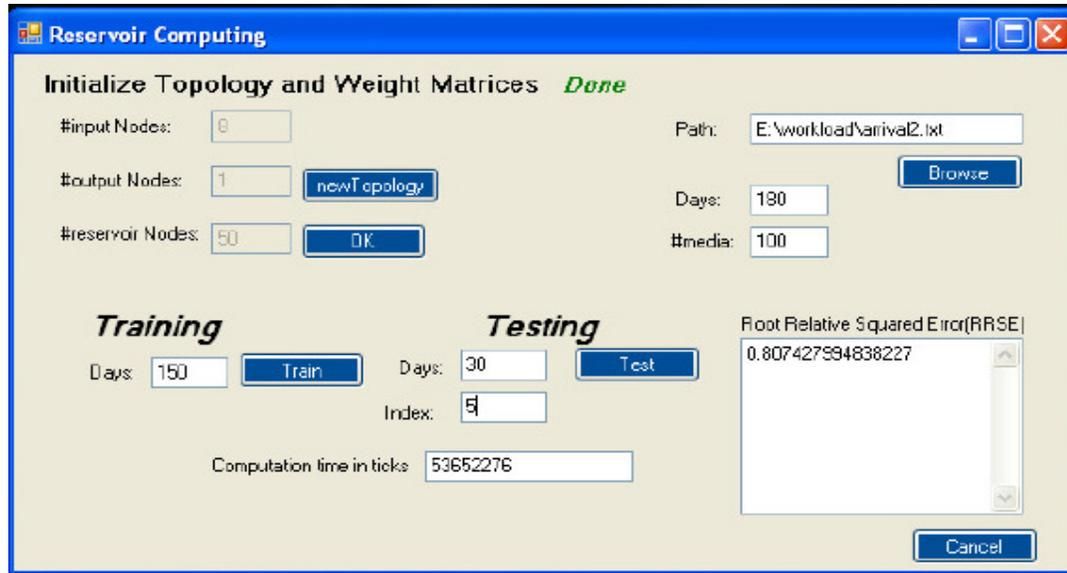 Reservoir Computing
Initialize Topology and Weight Matrices Done
#input Nodes: 8
#output Nodes: 1 newTopology
#reservoir Nodes: 50 OK
Path: E:\workload\arrival2.txt
Browse
Days: 180
#media: 100
Training
Days: 150 Train
Testing
Days: 30 Test
Index: 5
Computation time in ticks 53652276
Root Relative Squared Error(RRSE)
0.807427994838227
Cancel